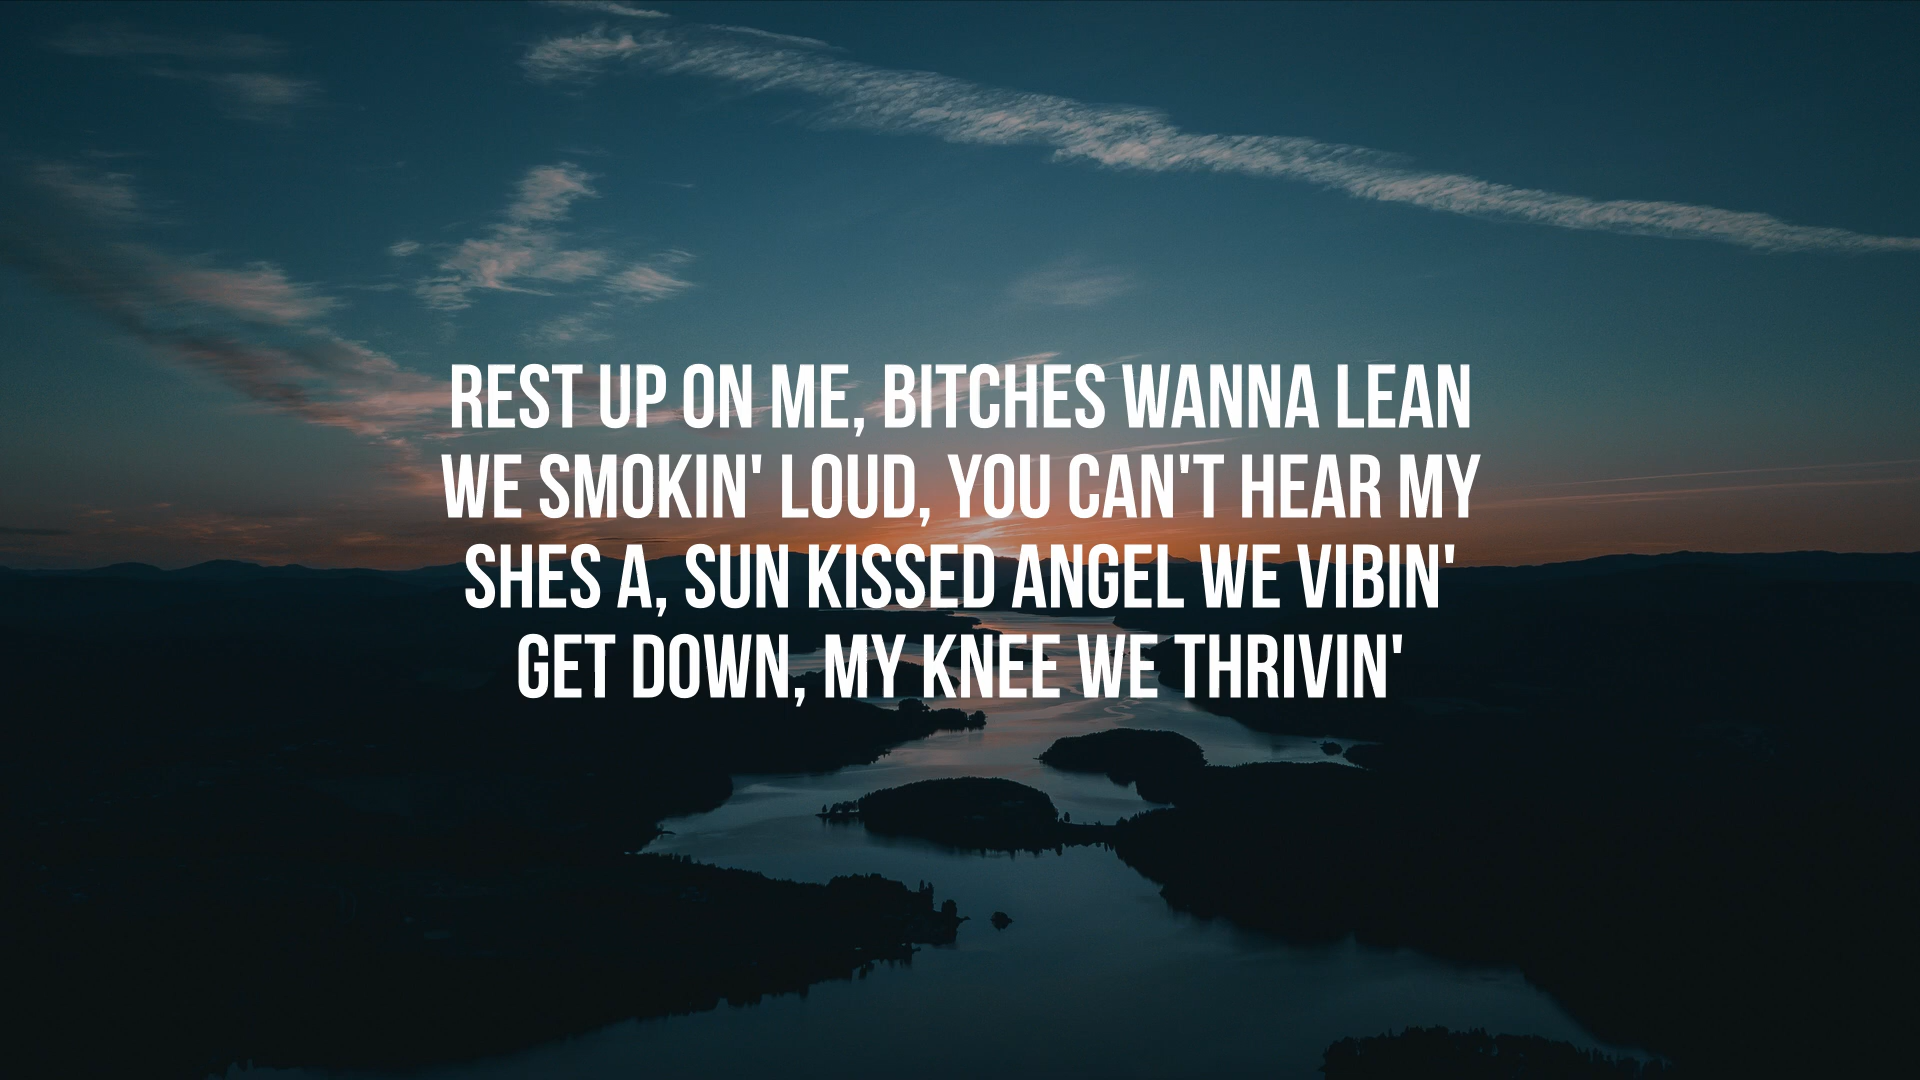 REST UP ON ME, BITCHES WANNA LEAN
WE SMOKIN' LOUD, YOU CAN'T HEAR MY
SHES A, SUN KISSED ANGEL WE VIBIN'
GET DOWN, MY KNEE WE THRIVIN'